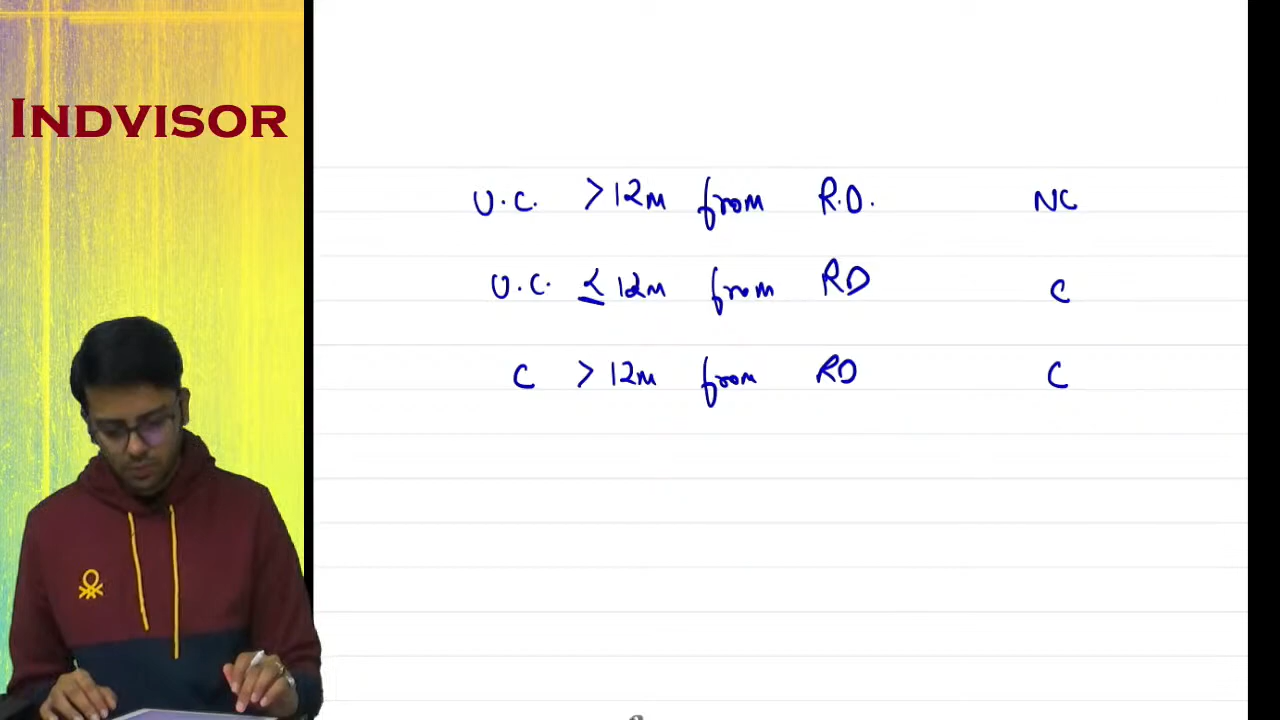 INDVISOR
U.C. >12m from R.D. NC
U.C. ≤ 12m from RD C
C >12m from RD C